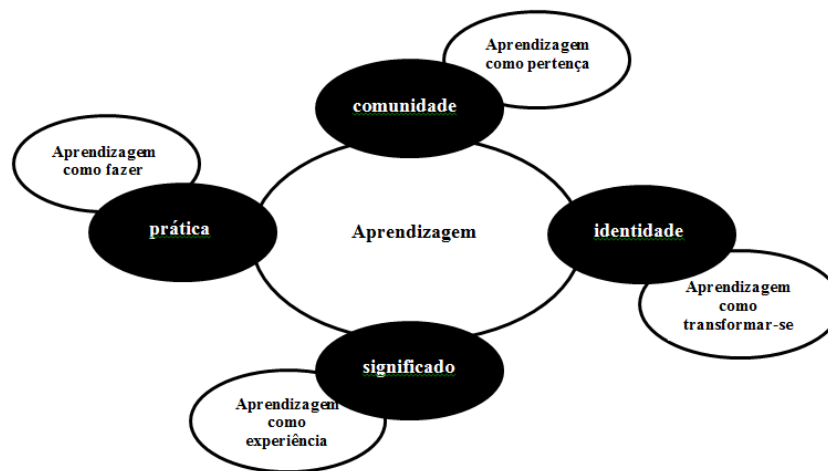 Aprendizagem
como pertença
comunidade
Aprendizagem
como fazer
prática
Aprendizagem
identidade
Aprendizagem
como
transformar-se
significado
Aprendizagem
como
experiência